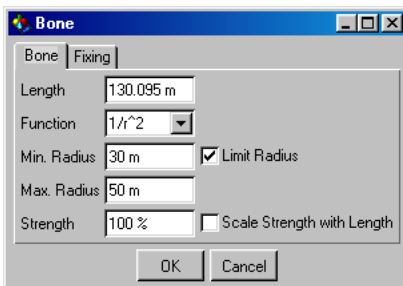 Bone
Bone Fixing
Length 130.095 m
Function 1/r^2
Min. Radius 30 m Limit Radius
Max. Radius 50 m
Strength 100 % Scale Strength with Length
OK Cancel